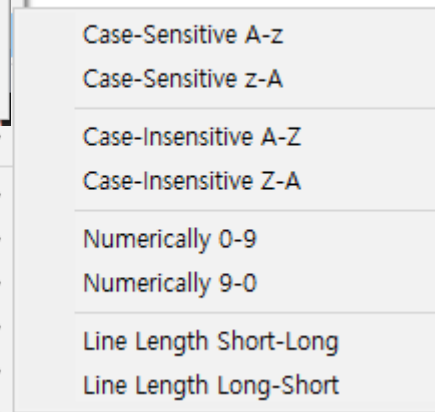 Case-Sensitive A-z
Case-Sensitive z-A
Case-Insensitive A-Z
Case-Insensitive Z-A
Numerically 0-9
Numerically 9-0
Line Length Short-Long
Line Length Long-Short